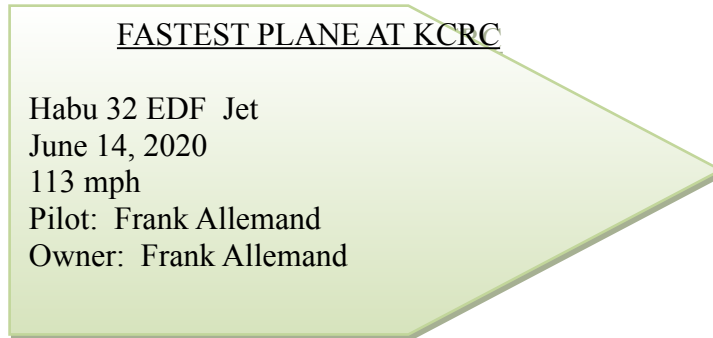 FASTEST PLANE AT KCRC
Habu 32 EDF Jet
June 14, 2020
113 mph
Pilot: Frank Allemand
Owner: Frank Allemand